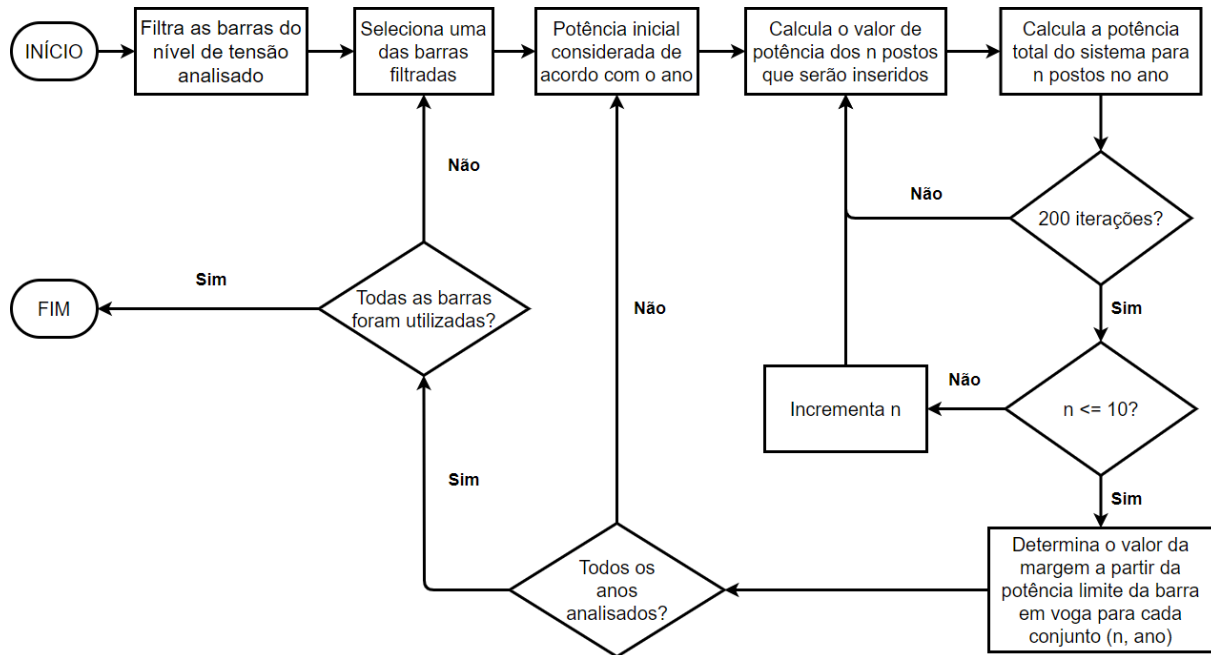 INÍCIO
Filtra as barras do
nível de tensão
analisado
Seleciona uma
das barras
filtradas
Potência inicial
considerada de
acordo com o ano
Calcula o valor de
potência dos n postos
que serão inseridos
Calcula a potência
total do sistema para
n postos no ano
Não
Não
200 iterações?
Sim
FIM
Todas as barras
foram utilizadas?
Não
Sim
Incrementa n
Não
n <= 10?
Sim
Sim
Todos os
anos
analisados?
Determina o valor da
margem a partir da
potência limite da barra
em voga para cada
conjunto (n, ano)